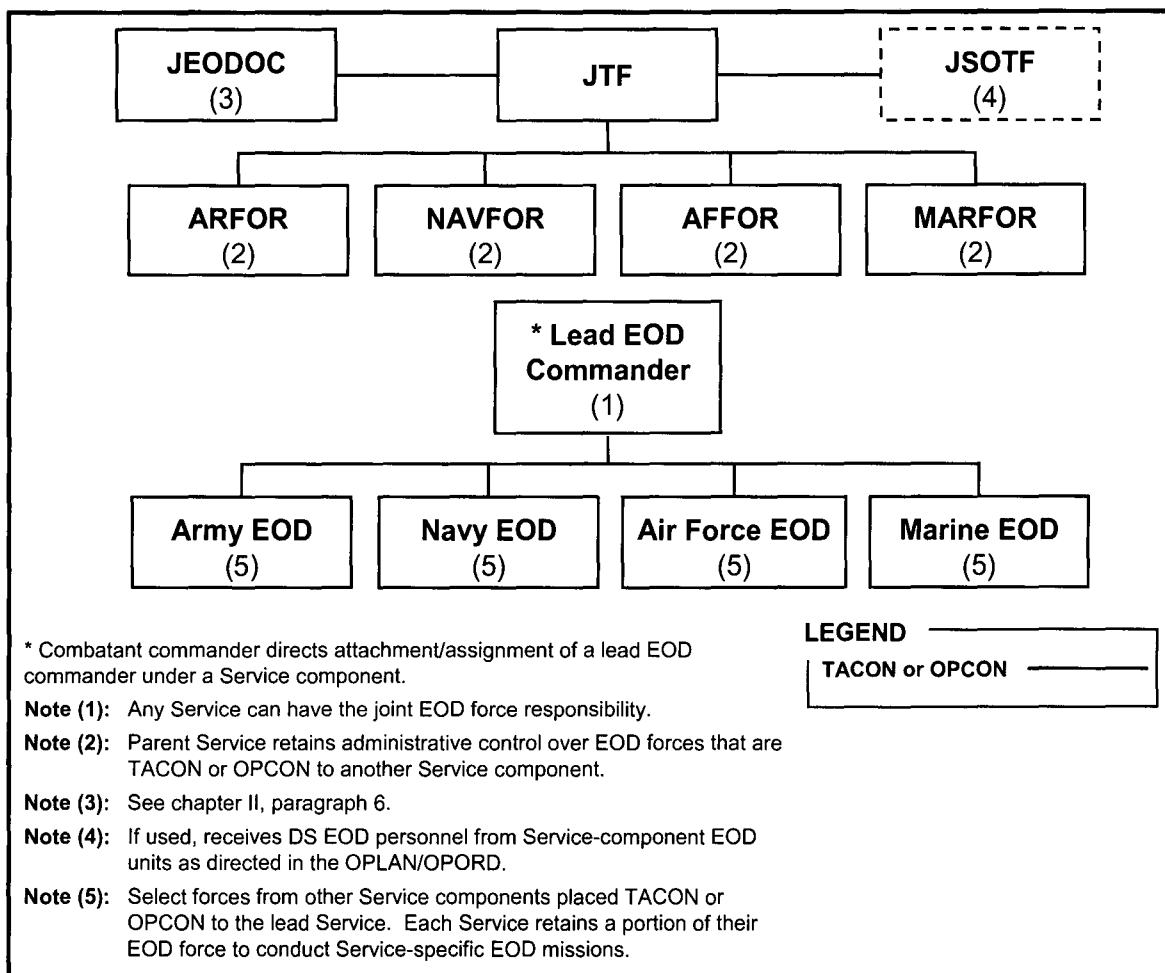 JEODOC
(3)
JTF
JSOTF
(4)
ARFOR
(2)
NAVFOR
(2)
AFFOR
(2)
MARFOR
(2)
* Lead EOD
Commander
(1)
Army EOD
(5)
Navy EOD
(5)
Air Force EOD
(5)
Marine EOD
(5)
LEGEND
TACON or OPCON
* Combatant commander directs attachment/assignment of a lead EOD
commander under a Service component.
Note (1): Any Service can have the joint EOD force responsibility.
Note (2): Parent Service retains administrative control over EOD forces that are
TACON or OPCON to another Service component.
Note (3): See chapter II, paragraph 6.
Note (4): If used, receives DS EOD personnel from Service-component EOD
units as directed in the OPLAN/OPORD.
Note (5): Select forces from other Service components placed TACON or
OPCON to the lead Service. Each Service retains a portion of their
EOD force to conduct Service-specific EOD missions.